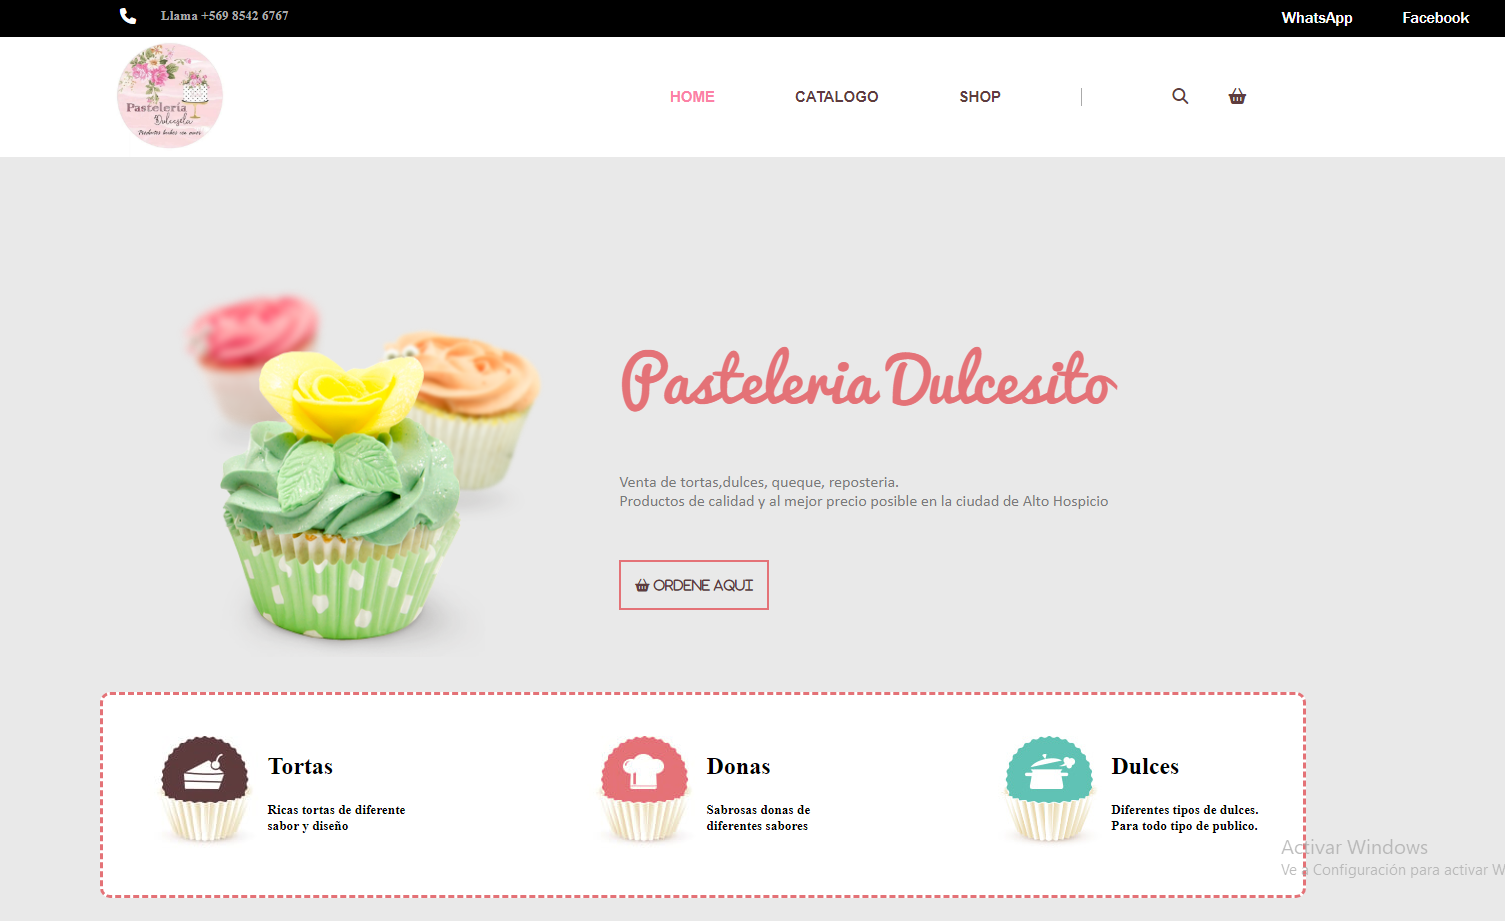 Llama +569 8542 6767
WhatsApp
Facebook
Pastelería
Dulcesita
Productos hechos con amor
HOME
CATALOGO
SHOP
Pasteleria Dulcesito
Venta de tortas,dulces, queque, reposteria.
Productos de calidad y al mejor precio posible en la ciudad de Alto Hospicio
ORDENE AQUI
Tortas
Ricas tortas de diferente
sabor y diseño
Donas
Sabrosas donas de
diferentes sabores
Dulces
Diferentes tipos de dulces.
Para todo tipo de publico.
Activar Windows
Ve a Configuración para activar W